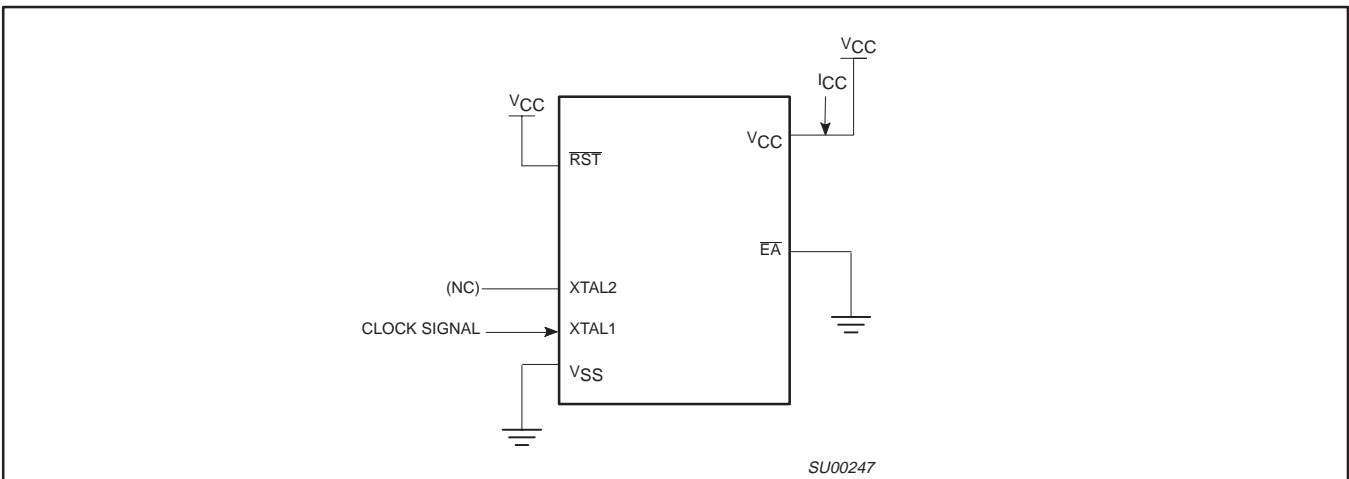 VCC
ICC
VCC
VCC
RST
EA
(NC)
XTAL2
CLOCK SIGNAL
XTAL1
VSS
SU00247